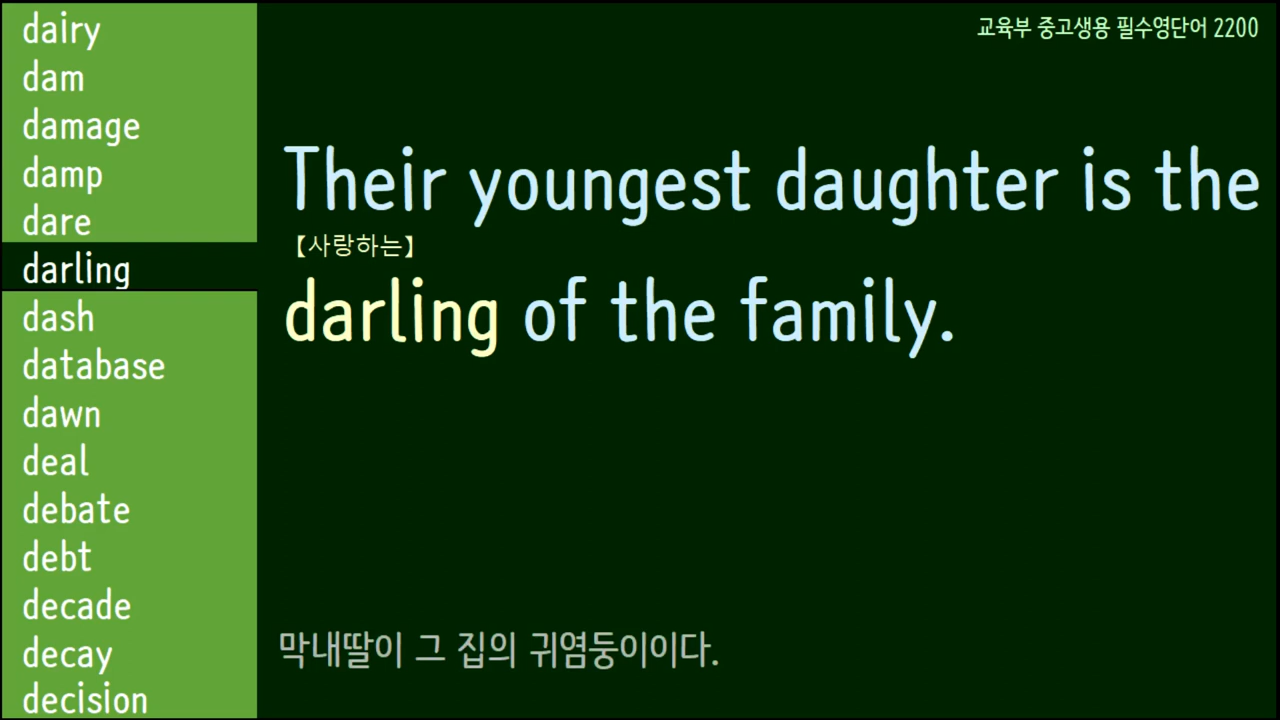 dairy
dam
damage
damp
dare
darling
dash
database
dawn
deal
debate
debt
decade
decay
decision
교육부 중고생용 필수영단어 2200
Their youngest daughter is the
【사랑하는】
darling of the family.
막내딸이 그 집의 귀염둥이이다.